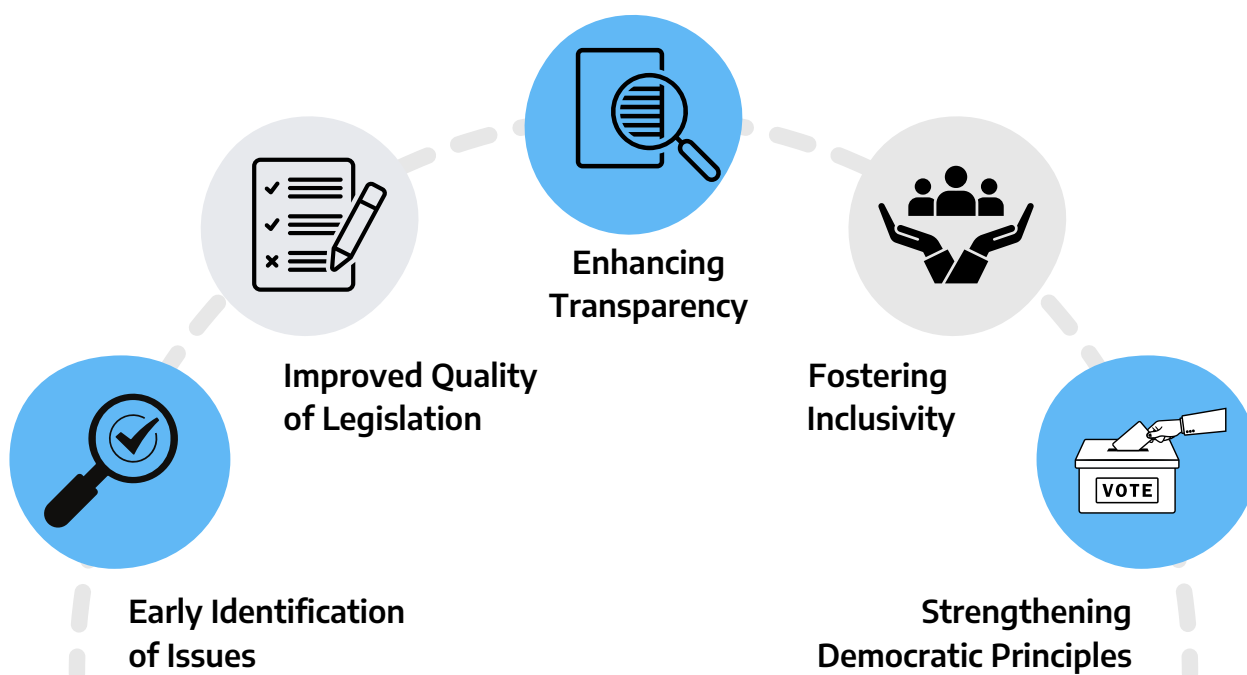 Enhancing
Transparency
Improved Quality
of Legislation
Fostering
Inclusivity
VOTE
Early Identification
of Issues
Strengthening
Democratic Principles